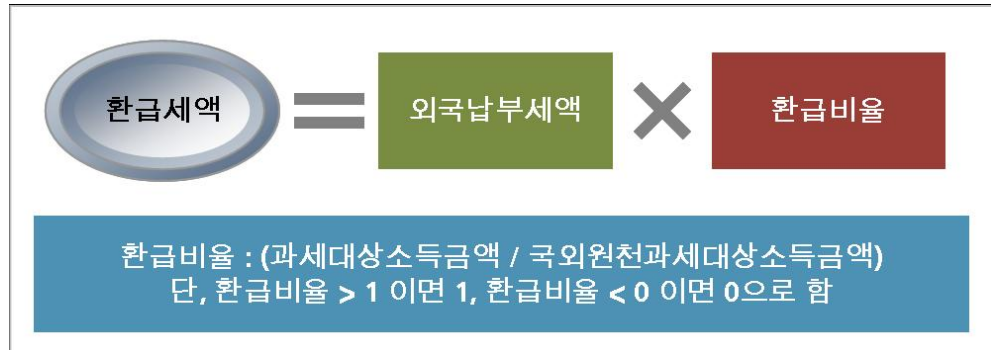 환급세액 = 외국납부세액 × 환급비율
환급비율 : (과세대상소득금액 / 국외원천과세대상소득금액)
단, 환급비율 > 1 이면 1, 환급비율 < 0 이면 0으로 함